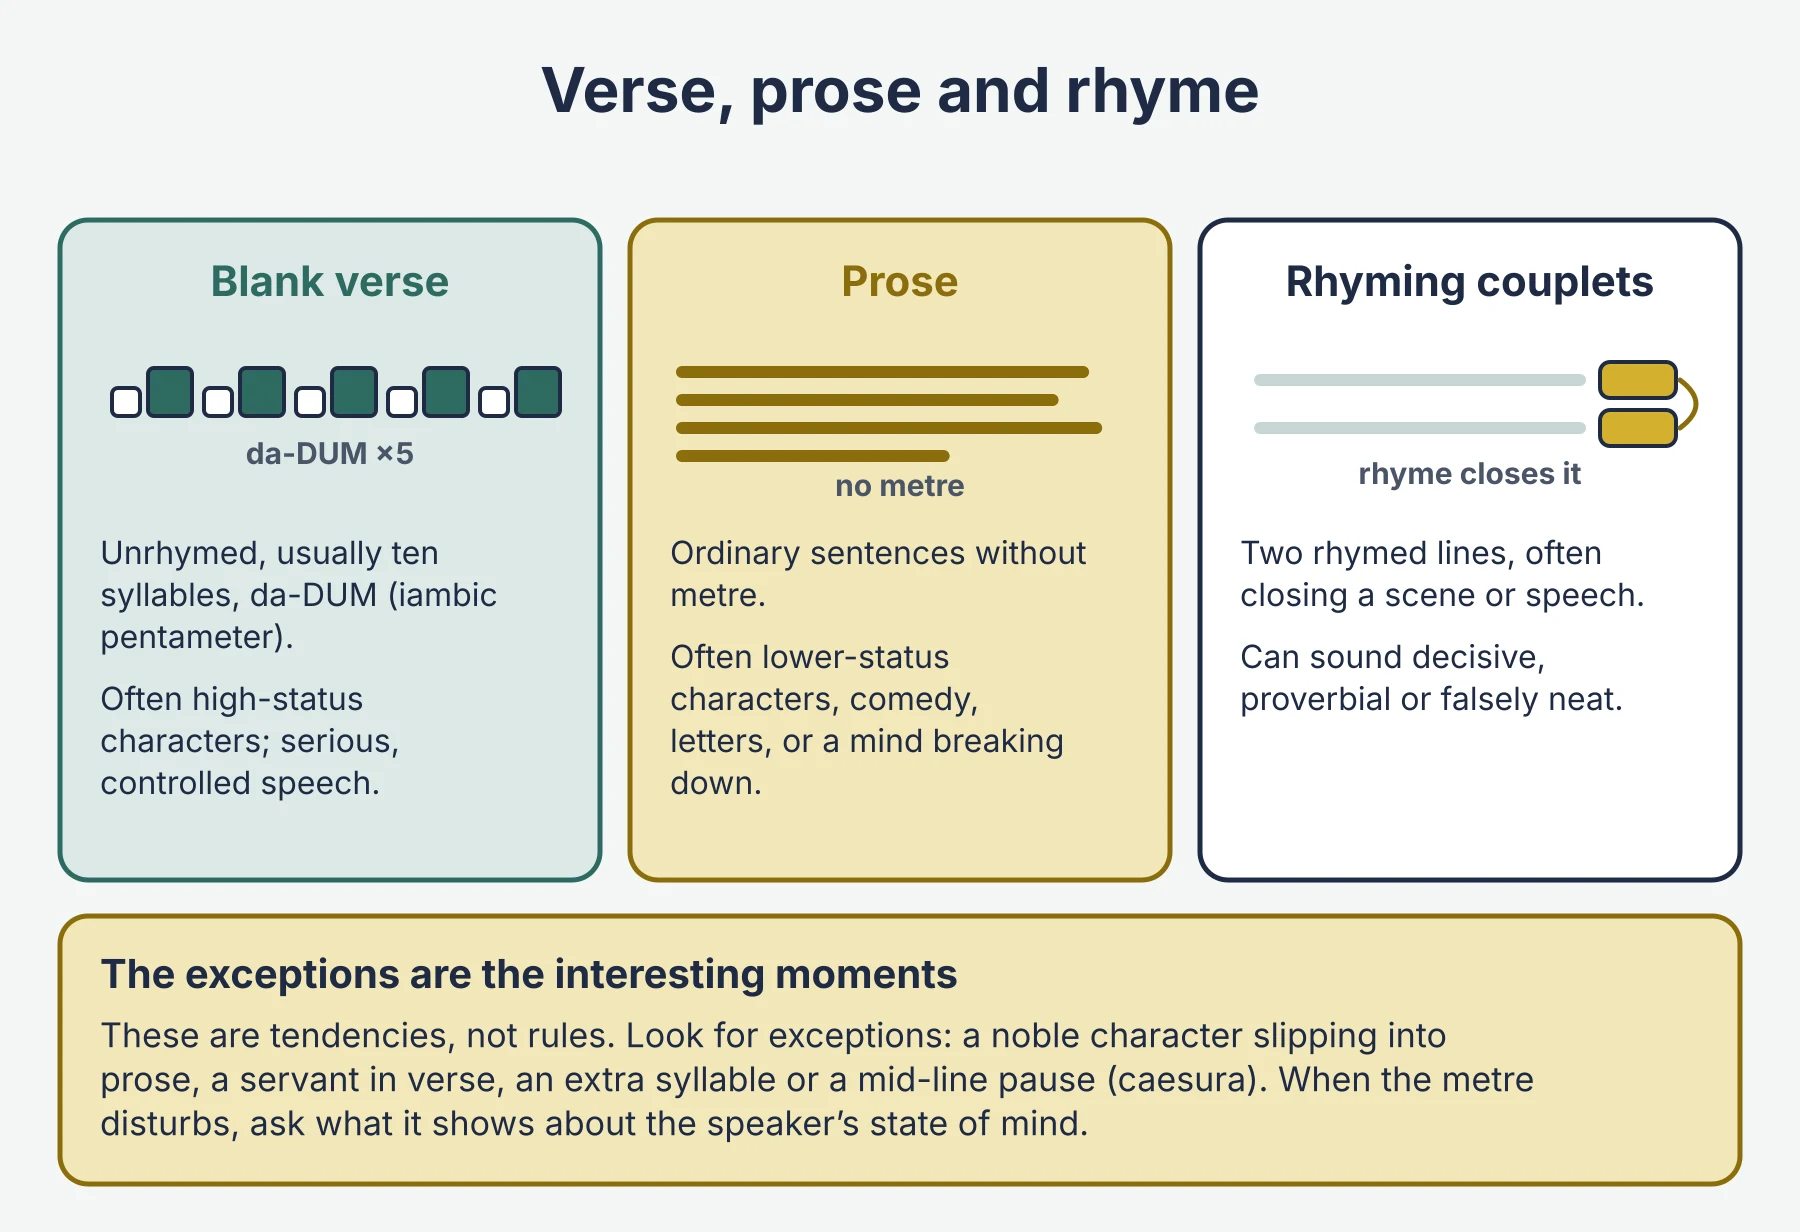 Verse, prose and rhyme
Blank verse
da-DUM ×5
Unrhymed, usually ten
syllables, da-DUM (iambic
pentameter).
Often high-status
characters; serious,
controlled speech.
Prose
no metre
Ordinary sentences without
metre.
Often lower-status
characters, comedy,
letters, or a mind breaking
down.
Rhyming couplets
rhyme closes it
Two rhymed lines, often
closing a scene or speech.
Can sound decisive,
proverbial or falsely neat.
The exceptions are the interesting moments
These are tendencies, not rules. Look for exceptions: a noble character slipping into
prose, a servant in verse, an extra syllable or a mid-line pause (caesura). When the metre
disturbs, ask what it shows about the speaker’s state of mind.